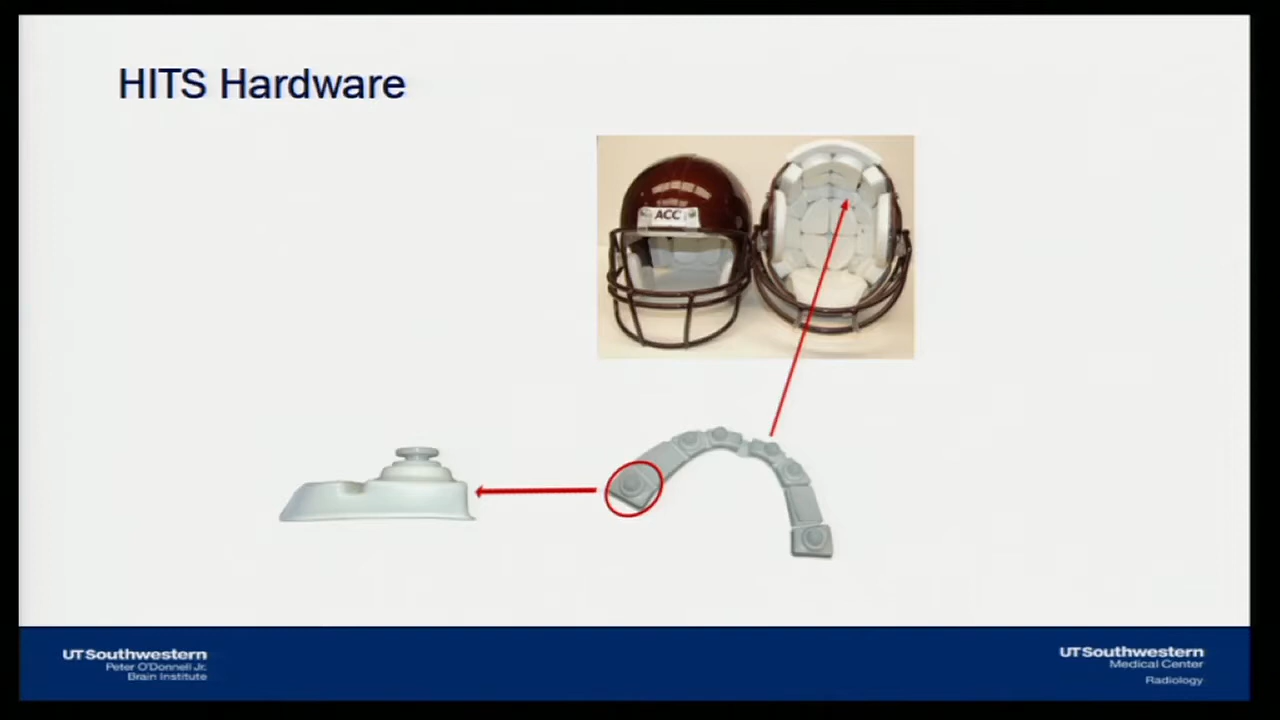 HITS Hardware
ACC
UTSouthwestern
Peter O'Donnell Jr.
Brain Institute
UTSouthwestern
Medical Center
Radiology